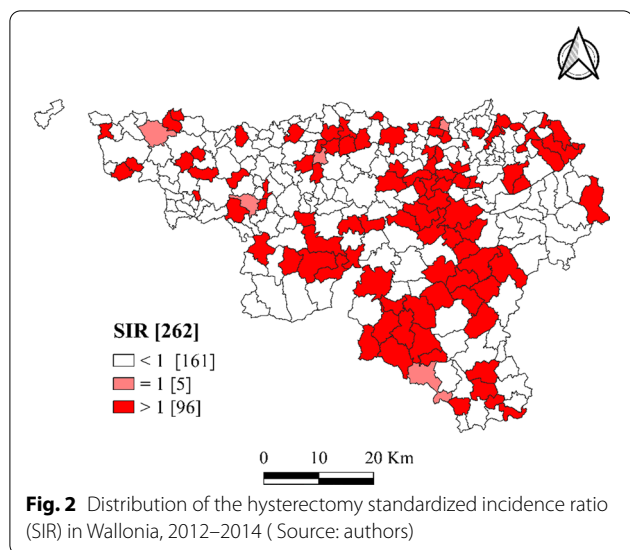 SIR [262]
< 1 [161]
= 1 [5]
> 1 [96]
0 10 20 Km
Fig. 2 Distribution of the hysterectomy standardized incidence ratio
(SIR) in Wallonia, 2012–2014 ( Source: authors)